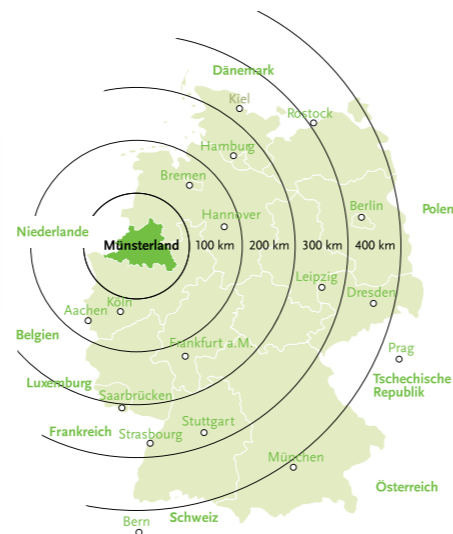 Dänemark
Kiel
Rostock
Hamburg
Bremen
Berlin
Polen
Hannover
Niederlande
Münsterland
100 km
200 km
300 km
400 km
Leipzig
Dresden
Köln
Aachen
Belgien
Frankfurt a.M.
Prag
Tschechische
Republik
Luxemburg
Saarbrücken
Frankreich
Strasbourg
Stuttgart
München
Österreich
Schweiz
Bern